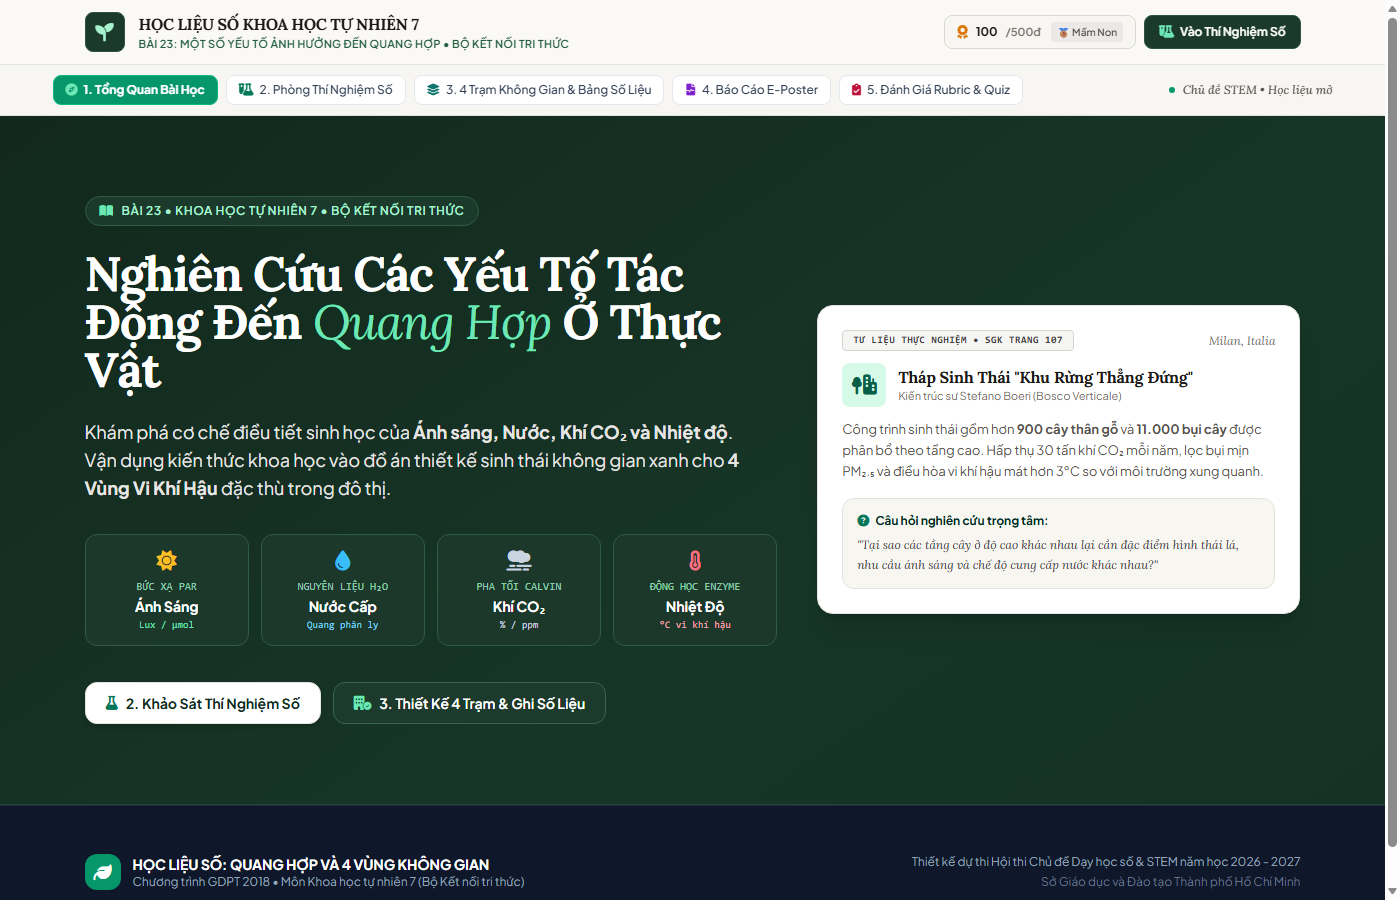 HỌC LIỆU SỐ KHOA HỌC TỰ NHIÊN 7
BÀI 23: MỘT SỐ YẾU TỐ ẢNH HƯỞNG ĐẾN QUANG HỢP • BỘ KẾT NỐI TRI THỨC
100 /500đ Mầm Non
Vào Thí Nghiệm Số
1. Tổng Quan Bài Học
2. Phòng Thí Nghiệm Số
3. 4 Trạm Không Gian & Bảng Số Liệu
4. Báo Cáo E-Poster
5. Đánh Giá Rubric & Quiz
Chủ đề STEM • Học liệu mở
BÀI 23 • KHOA HỌC TỰ NHIÊN 7 • BỘ KẾT NỐI TRI THỨC
Nghiên Cứu Các Yếu Tố Tác
Động Đến Quang Hợp Ở Thực
Vật
Khám phá cơ chế điều tiết sinh học của Ánh sáng, Nước, Khí CO₂ và Nhiệt độ.
Vận dụng kiến thức khoa học vào đồ án thiết kế sinh thái không gian xanh cho 4
Vùng Vi Khí Hậu đặc thù trong đô thị.
BỨC XẠ PAR
Ánh Sáng
Lux / μmol
NGUYÊN LIỆU H₂O
Nước Cấp
Quang phân ly
PHA TỐI CALVIN
Khí CO₂
% / ppm
ĐỘNG HỌC ENZYME
Nhiệt Độ
°C vi khí hậu
2. Khảo Sát Thí Nghiệm Số
3. Thiết Kế 4 Trạm & Ghi Số Liệu
TƯ LIỆU THỰC NGHIỆM • SGK TRANG 107
Milan, Italia
Tháp Sinh Thái "Khu Rừng Thẳng Đứng"
Kiến trúc sư Stefano Boeri (Bosco Verticale)
Công trình sinh thái gồm hơn 900 cây thân gỗ và 11.000 bụi cây được
phân bổ theo tầng cao. Hấp thụ 30 tấn khí CO₂ mỗi năm, lọc bụi mịn
PM₂.₅ và điều hòa vi khí hậu mát hơn 3°C so với môi trường xung quanh.
Câu hỏi nghiên cứu trọng tâm:
"Tại sao các tầng cây ở độ cao khác nhau lại cần đặc điểm hình thái lá,
nhu cầu ánh sáng và chế độ cung cấp nước khác nhau?"
HỌC LIỆU SỐ: QUANG HỢP VÀ 4 VÙNG KHÔNG GIAN
Chương trình GDPT 2018 • Môn Khoa học tự nhiên 7 (Bộ Kết nối tri thức)
Thiết kế dự thi Hội thi Chủ đề Dạy học số & STEM năm học 2026 - 2027
Sở Giáo dục và Đào tạo Thành phố Hồ Chí Minh